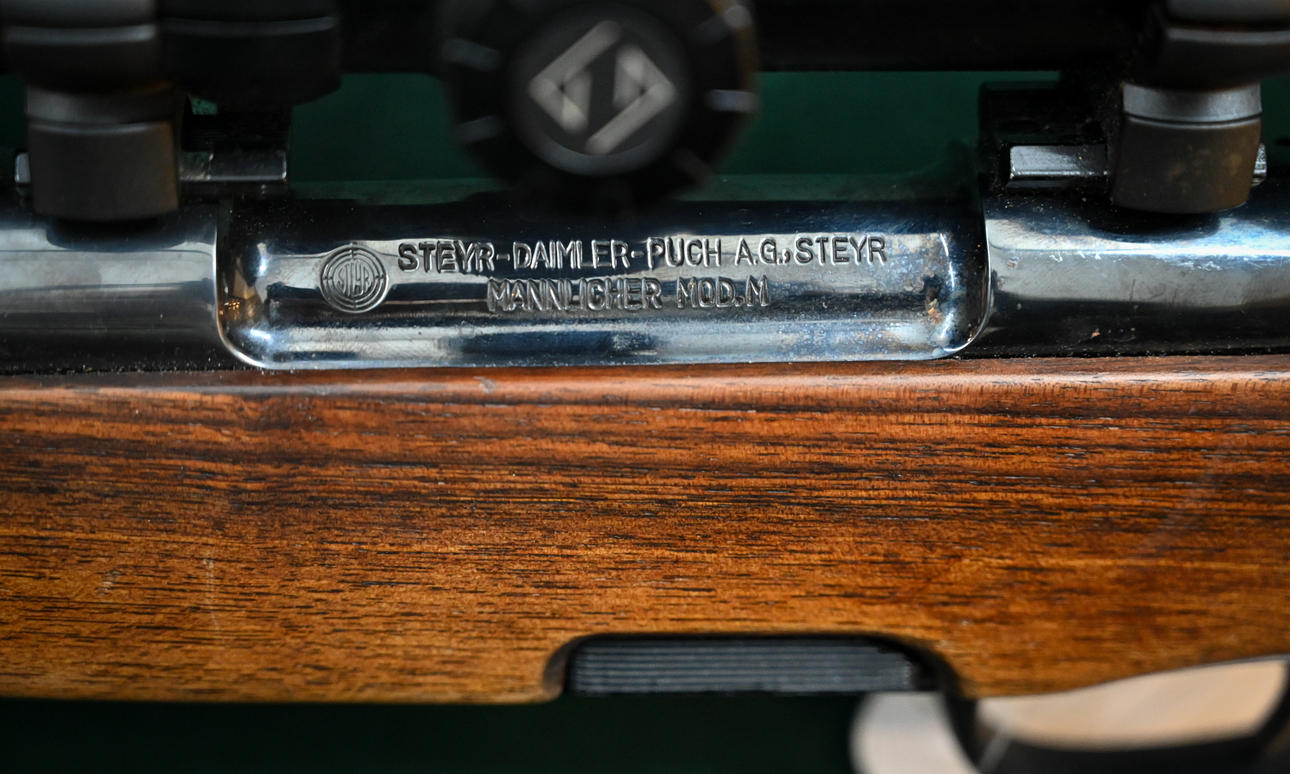 STEYR-DAIMLER-PUCH A.G., STEYR
MANNLICHER MOD. M